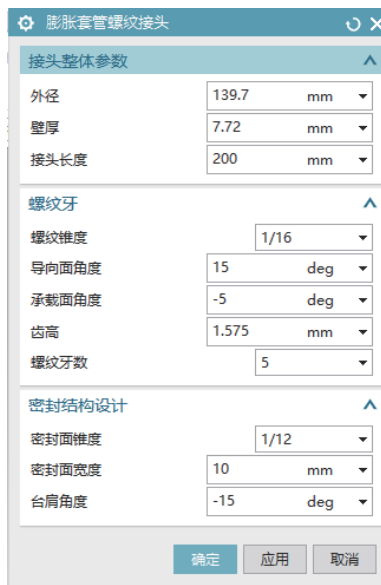 膨胀套管螺纹接头
接头整体参数
外径 139.7 mm
壁厚 7.72 mm
接头长度 200 mm
螺纹牙
螺纹锥度 1/16
导向面角度 15 deg
承载面角度 -5 deg
齿高 1.575 mm
螺纹牙数 5
密封结构设计
密封面锥度 1/12
密封面宽度 10 mm
台肩角度 -15 deg
确定 应用 取消